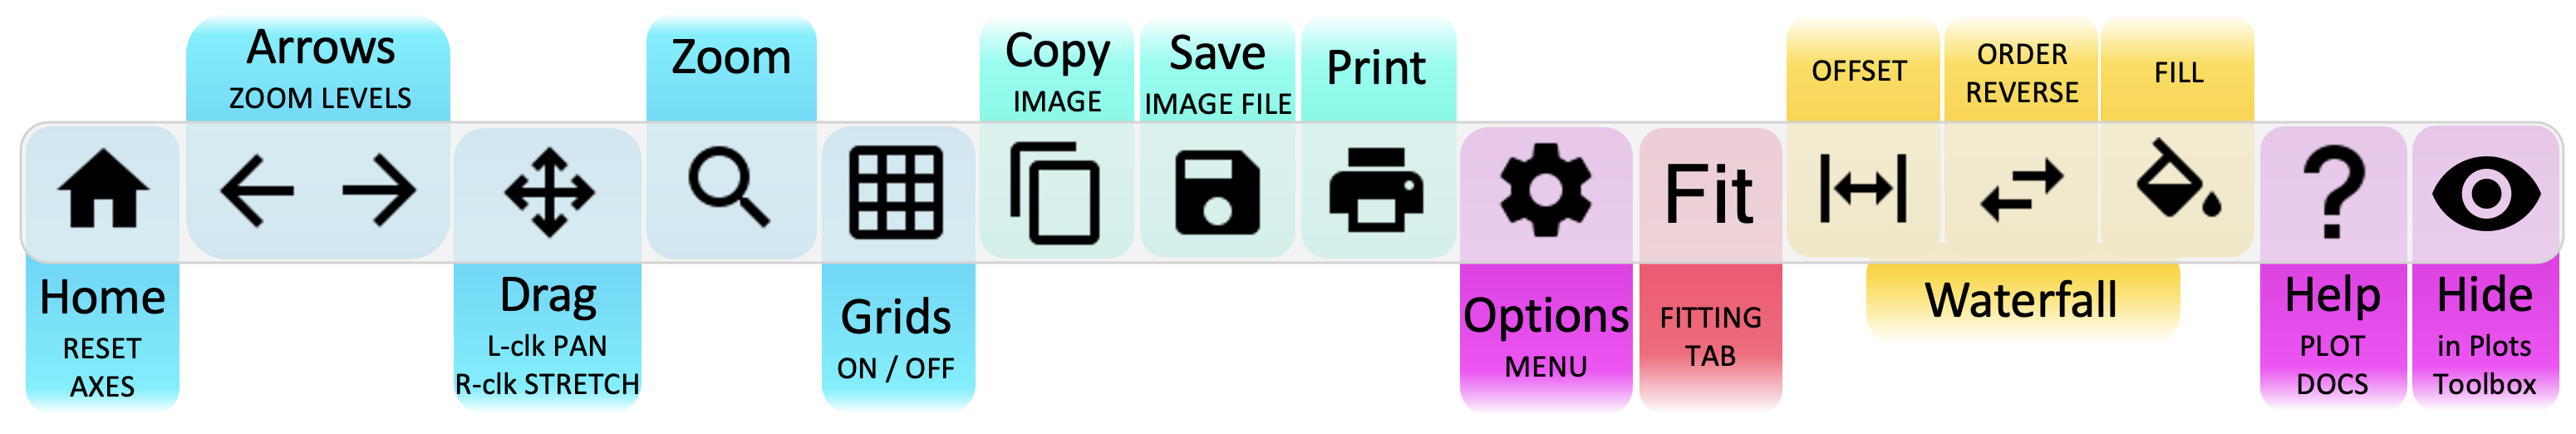 Arrows
ZOOM LEVELS
Zoom
Copy
IMAGE
Save
IMAGE FILE
Print
OFFSET
ORDER
REVERSE
FILL
Fit
?
Home
RESET
AXES
Drag
L-clk PAN
R-clk STRETCH
Grids
ON / OFF
Options
MENU
FITTING
TAB
Waterfall
Help
PLOT
DOCS
Hide
in Plots
Toolbox